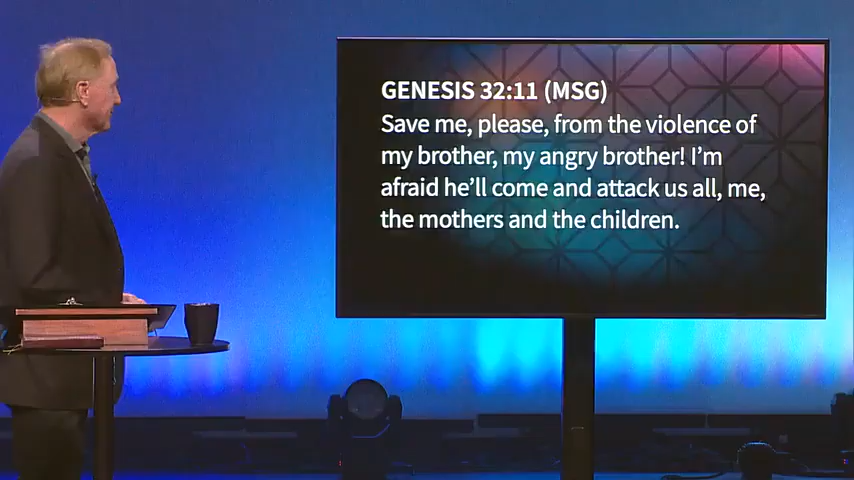 GENESIS 32:11 (MSG)
Save me, please, from the violence of
my brother, my angry brother! I'm
afraid he'll come and attack us all, me,
the mothers and the children.